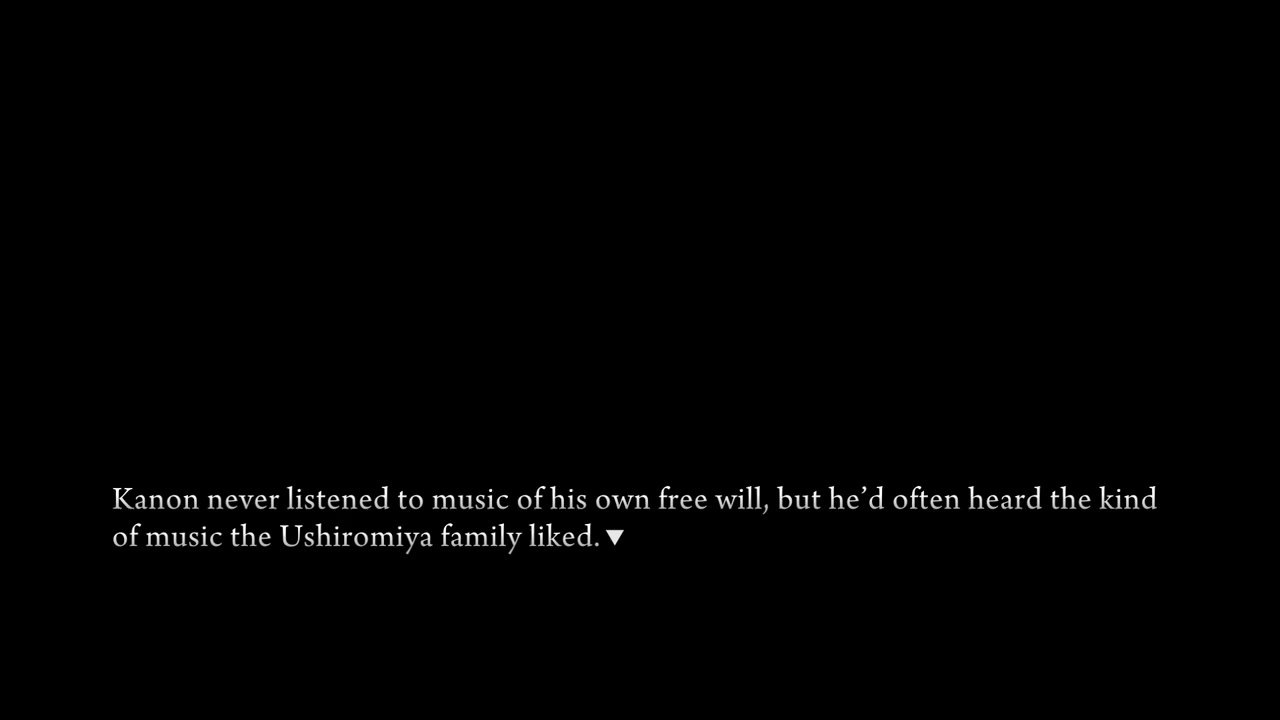 Kanon never listened to music of his own free will, but he’d often heard the kind
of music the Ushiromiya family liked.▼